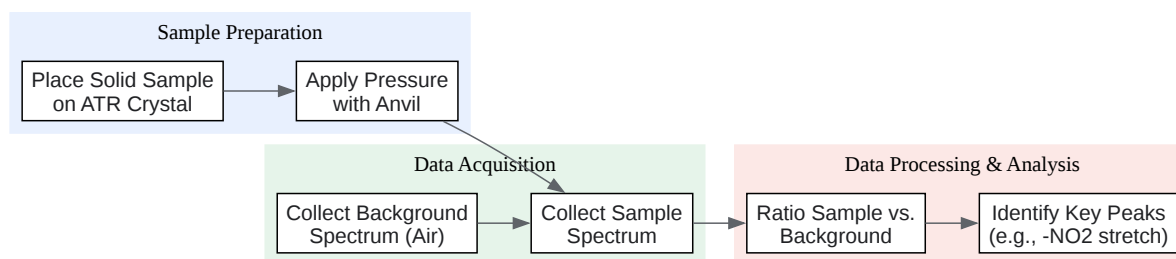 Sample Preparation
Place Solid Sample
on ATR Crystal
Apply Pressure
with Anvil
Data Acquisition
Collect Background
Spectrum (Air)
Collect Sample
Spectrum
Data Processing & Analysis
Ratio Sample vs.
Background
Identify Key Peaks
(e.g., -NO2 stretch)